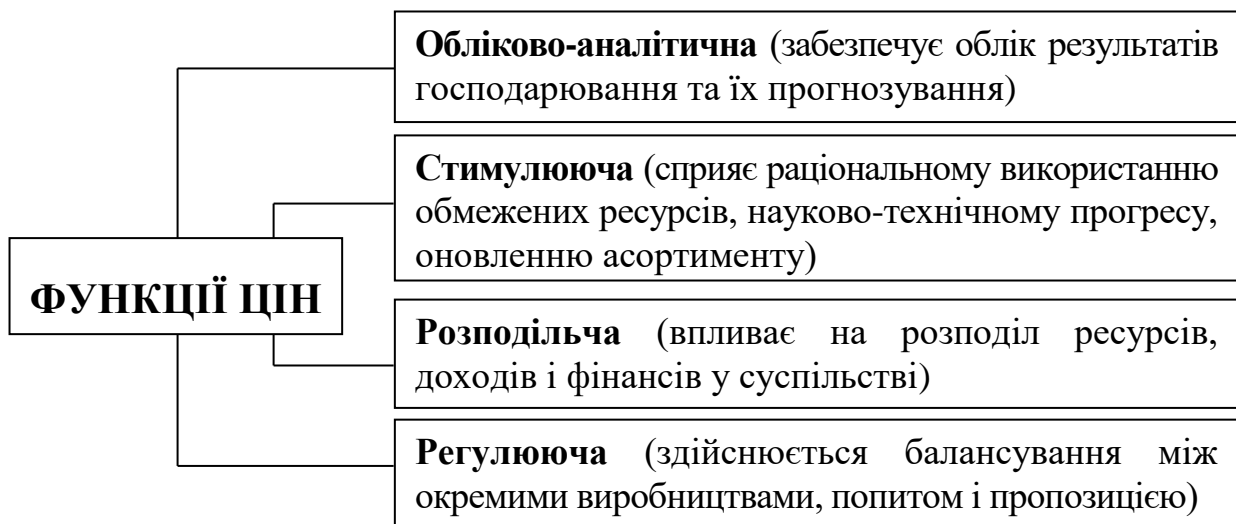 Обліково-аналітична (забезпечує облік результатів
господарювання та їх прогнозування)
Стимулююча (сприяє раціональному використанню
обмежених ресурсів, науково-технічному прогресу,
оновленню асортименту)
ФУНКЦІЇ ЦІН
Розподільча (впливає на розподіл ресурсів,
доходів і фінансів у суспільстві)
Регулююча (здійснюється балансування між
окремими виробництвами, попитом і пропозицією)